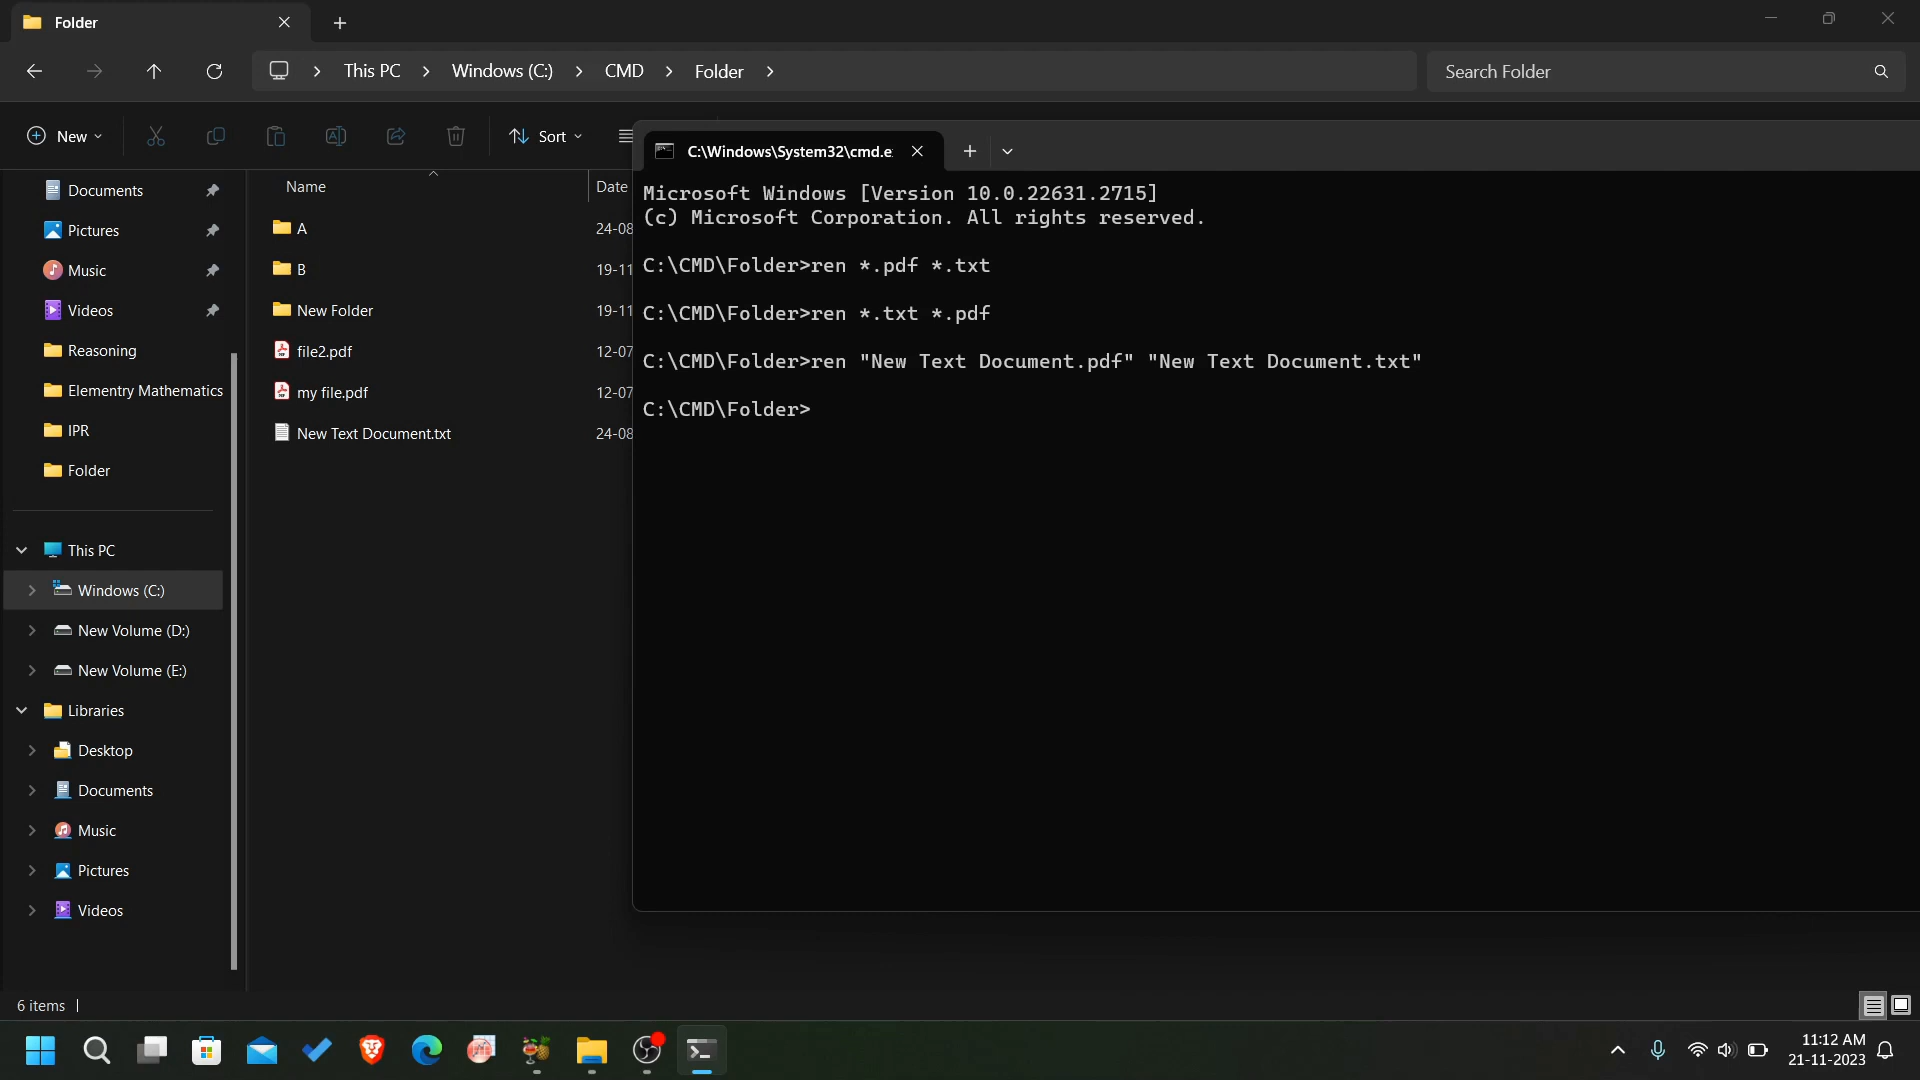 Folder
This PC Windows (C:) CMD Folder
Search Folder
New
Sort
Documents
Pictures
Music
Videos
Reasoning
Elementry Mathematics
IPR
Folder
This PC
Windows (C:)
New Volume (D:)
New Volume (E:)
Libraries
Desktop
Documents
Music
Pictures
Videos
6 items
Name Date
A 24-08
B 19-11
New Folder 19-11
file2.pdf 12-07
my file.pdf 12-07
New Text Document.txt 24-08
C:\Windows\System32\cmd.e
Microsoft Windows [Version 10.0.22631.2715]
(c) Microsoft Corporation. All rights reserved.
C:\CMD\Folder>ren *.pdf *.txt
C:\CMD\Folder>ren *.txt *.pdf
C:\CMD\Folder>ren "New Text Document.pdf" "New Text Document.txt"
C:\CMD\Folder>
11:12 AM
21-11-2023